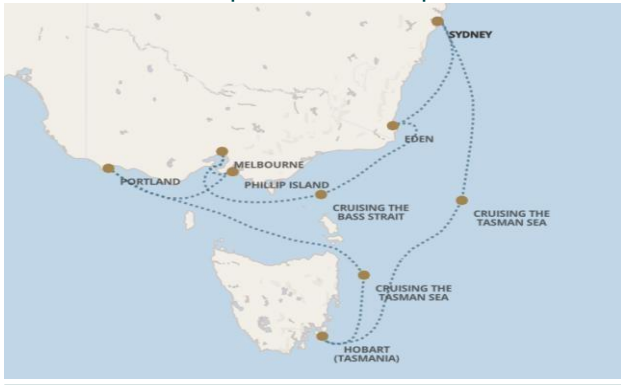 SYDNEY
EDEN
MELBOURNE
PORTLAND
PHILLIP ISLAND
CRUISING THE
BASS STRAIT
CRUISING THE
TASMAN SEA
CRUISING THE
TASMAN SEA
HOBART
(TASMANIA)